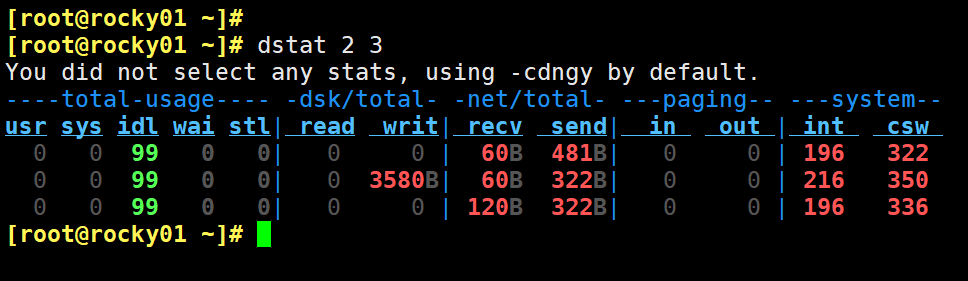 [root@rocky01 ~]#
[root@rocky01 ~]# dstat 2 3
You did not select any stats, using -cdngy by default.
----total-usage---- -dsk/total- -net/total- ---paging-- ---system--
usr sys idl wai stl| read  writ| recv  send|  in   out | int   csw
  0   0  99   0   0|   0     0 |  60B  481B|   0     0 | 196   322
  0   0  99   0   0|   0  3580B|  60B  322B|   0     0 | 216   350
  0   0  99   0   0|   0     0 | 120B  322B|   0     0 | 196   336
[root@rocky01 ~]#